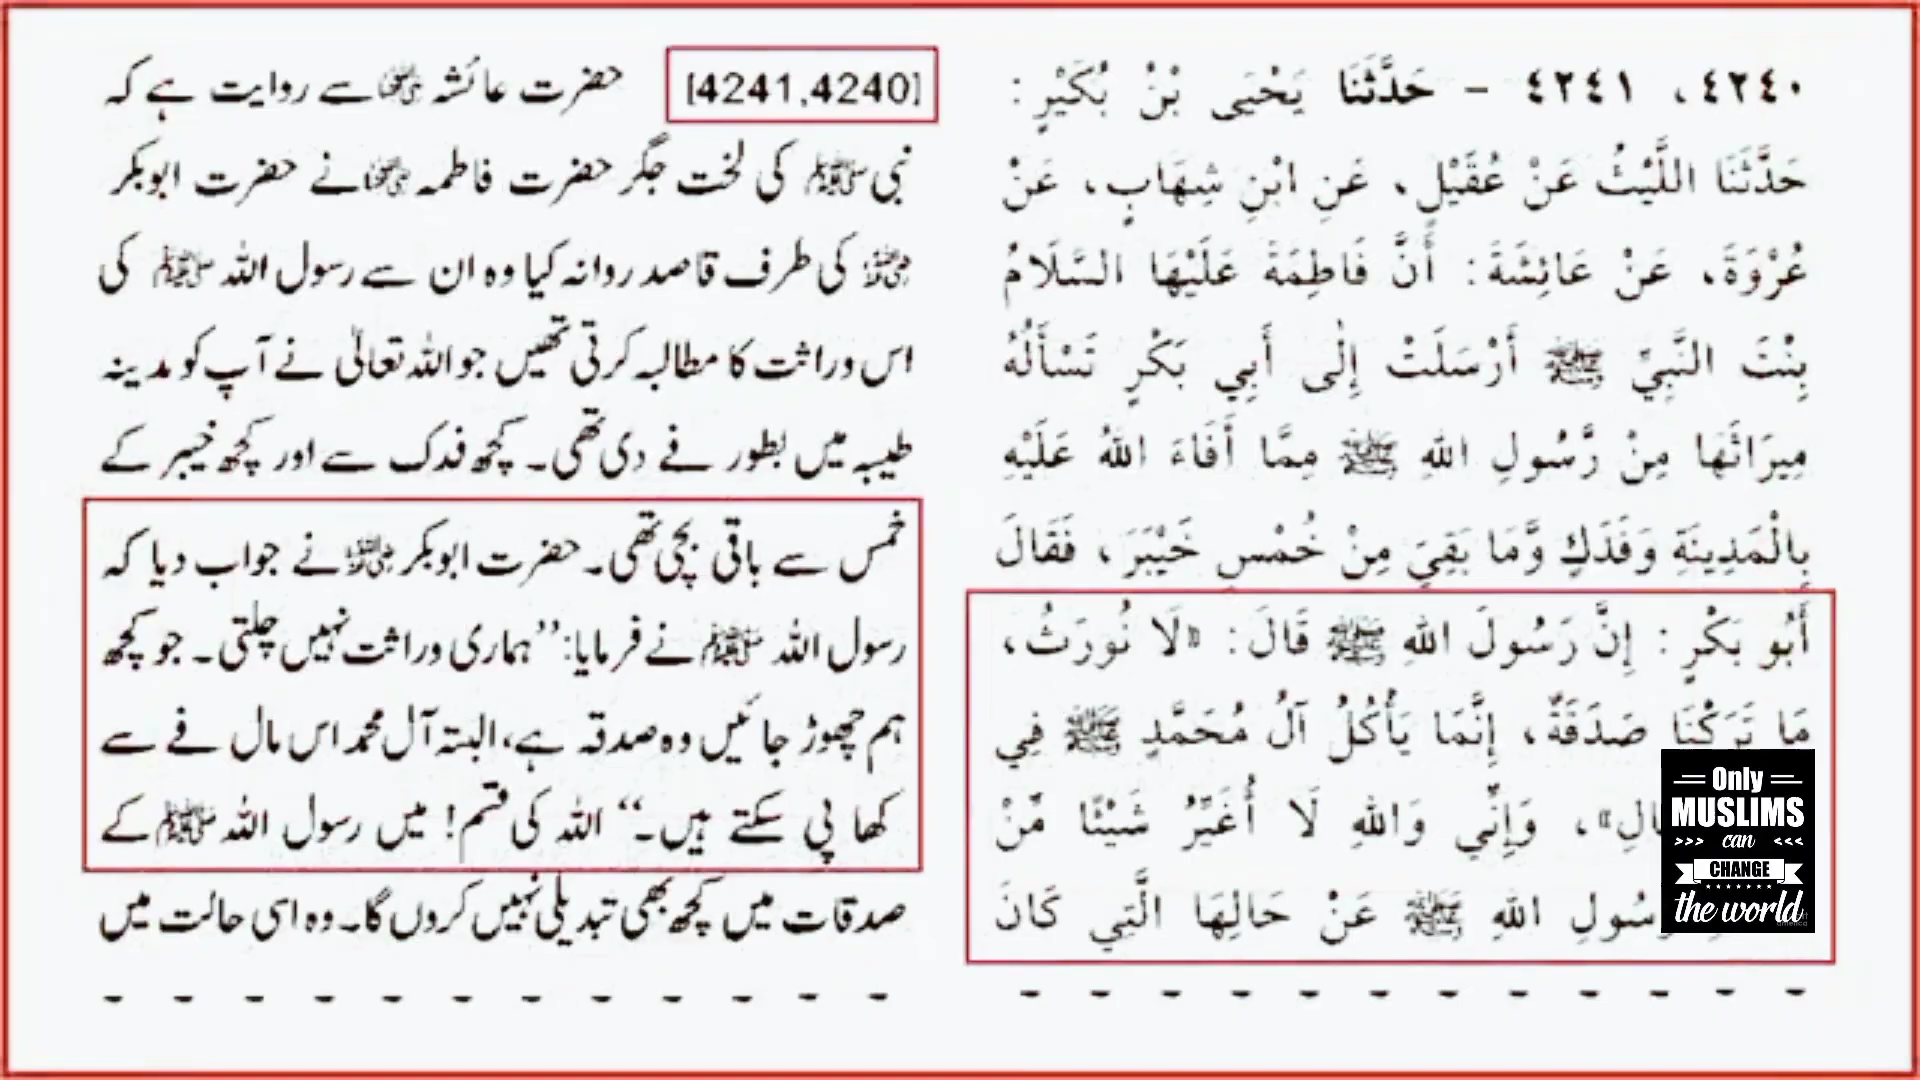 ٤٢٤٠، ٤٢٤١ - حَدَّثَنَا يَحْيَى بْنُ بُكَيْرٍ:
حَدَّثَنَا اللَّيْثُ عَنْ عُقَيْلٍ، عَنِ ابْنِ شِهَابٍ، عَنْ
عُرْوَةَ، عَنْ عَائِشَةَ: أَنَّ فَاطِمَةَ عَلَيْهَا السَّلَامُ
بِنْتَ النَّبِيِّ ﷺ أَرْسَلَتْ إِلَى أَبِي بَكْرٍ تَسْأَلُهُ
مِيرَاثَهَا مِنْ رَّسُولِ اللهِ ﷺ مِمَّا أَفَاءَ اللهُ عَلَيْهِ
بِالْمَدِينَةِ وَفَدَكٍ وَّمَا بَقِيَ مِنْ خُمْسِ خَيْبَرَ، فَقَالَ
أَبُو بَكْرٍ: إِنَّ رَسُولَ اللهِ ﷺ قَالَ: «لَا نُورَثُ،
مَا تَرَكْنَا صَدَقَةٌ، إِنَّمَا يَأْكُلُ آلُ مُحَمَّدٍ ﷺ فِي
وَإِنِّي وَاللهِ لَا أُغَيِّرُ شَيْئًا مِّنْ
اللهِ ﷺ عَنْ حَالِهَا الَّتِي كَانَ
[4241,4240] حضرت عائشہ ؓ سے روایت ہے کہ
نبی ﷺ کی لخت جگر حضرت فاطمہ ؓ نے حضرت ابوبکر
ؓ کی طرف قاصد روانہ کیا وہ ان سے رسول اللہ ﷺ کی
اس وراثت کا مطالبہ کرتی تھیں جو اللہ تعالیٰ نے آپ کو مدینہ
طیبہ میں بطور فے دی تھی۔ کچھ فدک سے اور کچھ خیبر کے
خمس سے باقی بچی تھی۔ حضرت ابوبکر ؓ نے جواب دیا کہ
رسول اللہ ﷺ نے فرمایا: ”ہماری وراثت نہیں چلتی۔ جو کچھ
ہم چھوڑ جائیں وہ صدقہ ہے، البتہ آل محمد اس مال فے سے
کھا پی سکتے ہیں۔“ اللہ کی قسم! میں رسول اللہ ﷺ کے
صدقات میں کچھ بھی تبدیلی نہیں کروں گا۔ وہ اسی حالت میں
Only
MUSLIMS
can
CHANGE
the world